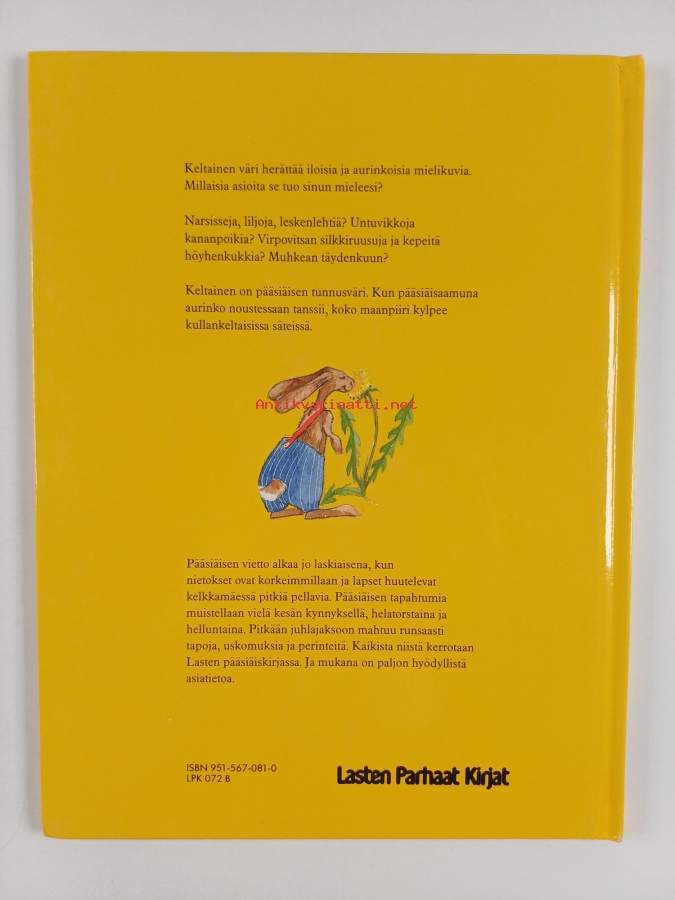 Keltainen väri herättää iloisia ja aurinkoisia mielikuvia.
Millaisia asioita se tuo sinun mieleesi?
Narsisseja, liljoja, leskenlehtiä? Untuvikkoja
kananpoikia? Virpovitsan silkkiruusuja ja kepeitä
höyhenkukkia? Muhkean täydenkuun?
Keltainen on pääsiäisen tunnusväri. Kun pääsiäisaamuna
aurinko noustessaan tanssii, koko maanpiiri kylpee
kullankeltaisissa säteissä.
Antikvariaatti.net
Pääsiäisen vietto alkaa jo laskiaisena, kun
nietokset ovat korkeimmillaan ja lapset huutelevat
kelkkamäessä pitkiä pellavia. Pääsiäisen tapahtumia
muistellaan vielä kesän kynnyksellä, helatorstaina ja
helluntaina. Pitkään juhlajaksoon mahtuu runsaasti
tapoja, uskomuksia ja perinteitä. Kaikista niistä kerrotaan
Lasten pääsiäiskirjassa. Ja mukana on paljon hyödyllistä
asiatietoa.
ISBN 951-567-081-0
LPK 072 B
Lasten Parhaat Kirjat